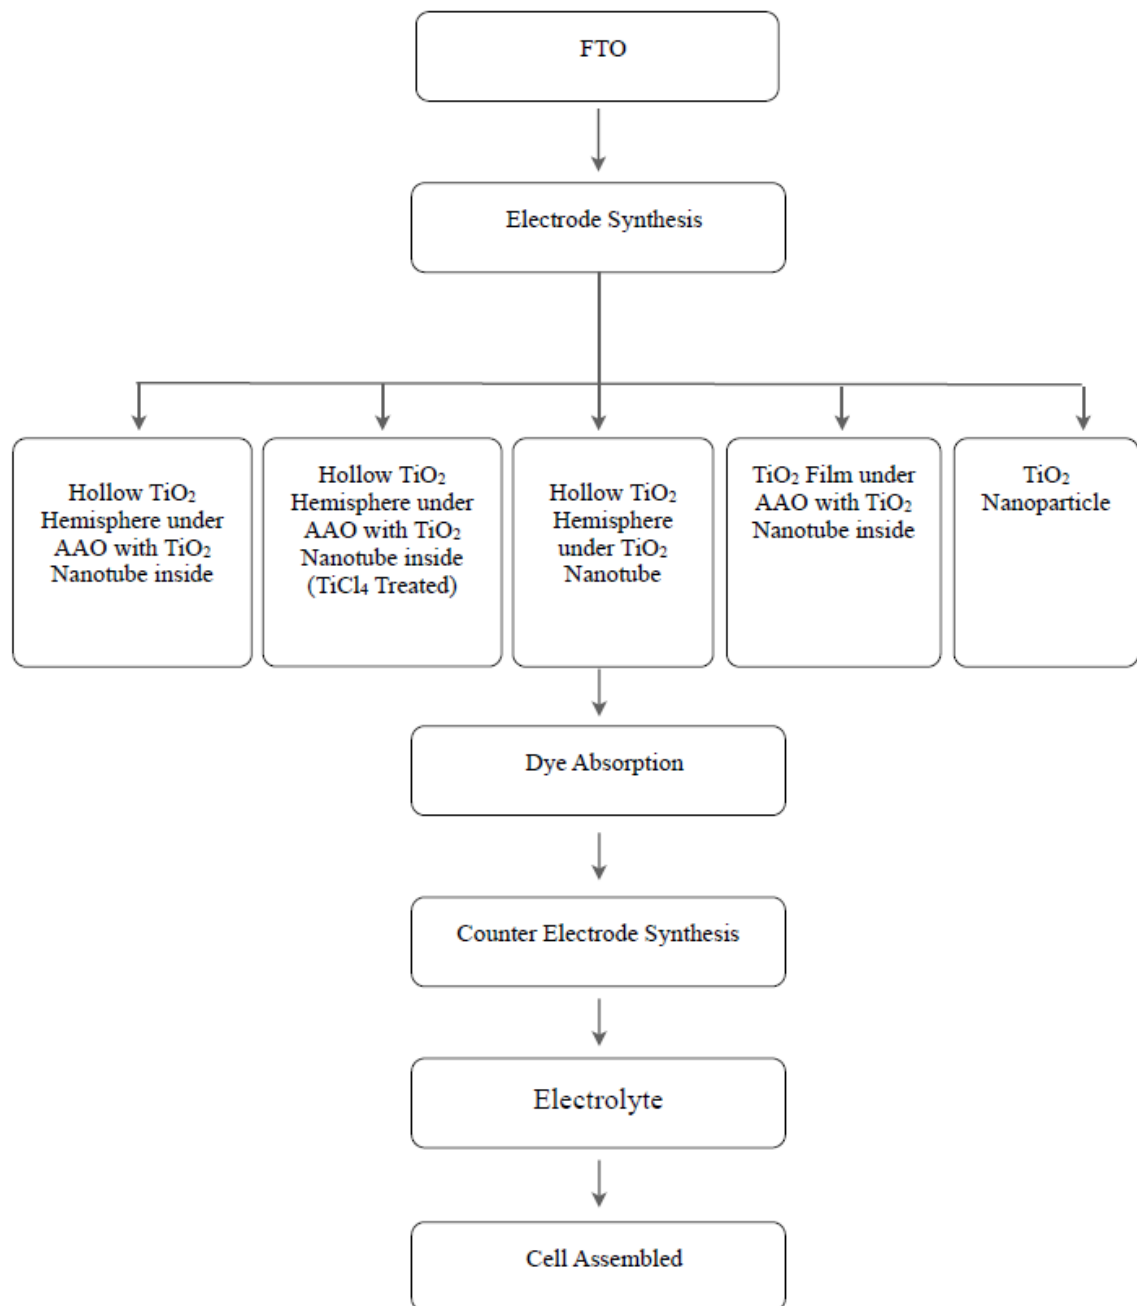 FTO
Electrode Synthesis
Hollow TiO₂
Hemisphere under
AAO with TiO₂
Nanotube inside
Hollow TiO₂
Hemisphere under
AAO with TiO₂
Nanotube inside
(TiCl₄ Treated)
Hollow TiO₂
Hemisphere
under TiO₂
Nanotube
TiO₂ Film under
AAO with TiO₂
Nanotube inside
TiO₂
Nanoparticle
Dye Absorption
Counter Electrode Synthesis
Electrolyte
Cell Assembled